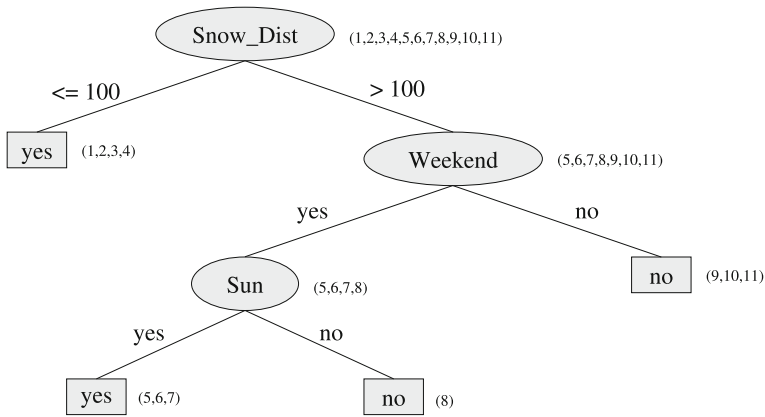 Snow_Dist (1,2,3,4,5,6,7,8,9,10,11)
<= 100 > 100
yes (1,2,3,4)
Weekend (5,6,7,8,9,10,11)
yes no
Sun (5,6,7,8)
no (9,10,11)
yes no
yes (5,6,7)
no (8)